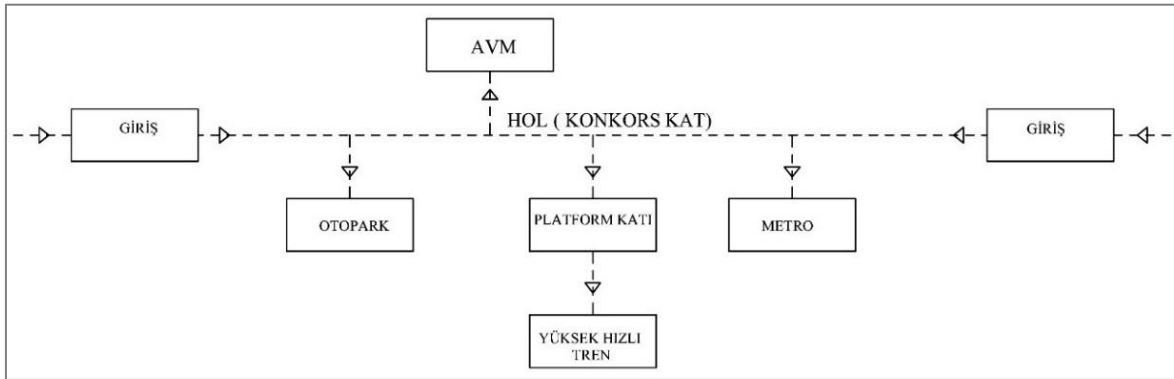 AVM
HOL ( KONKORS KAT)
GİRİŞ
GİRİŞ
OTOPARK
PLATFORM KATI
METRO
YÜKSEK HIZLI
TREN